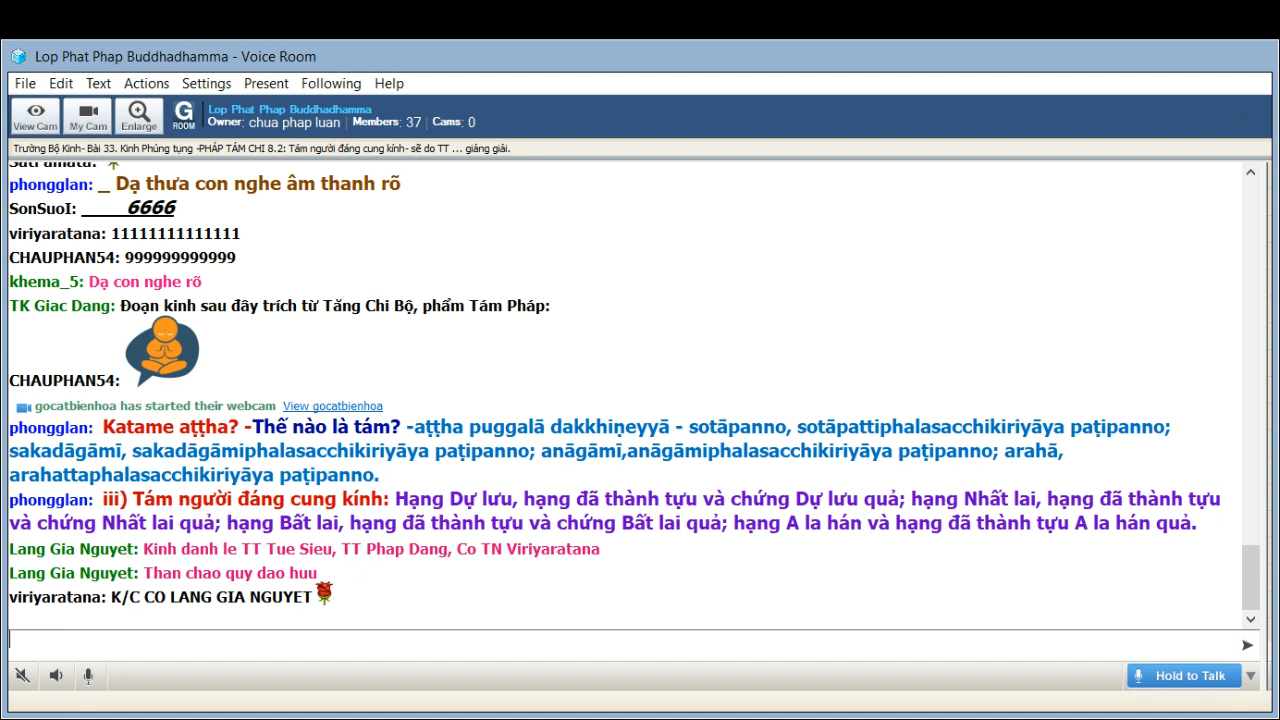 Lop Phat Phap Buddhadhamma - Voice Room
File Edit Text Actions Settings Present Following Help
View Cam My Cam Enlarge G ROOM Lop Phat Phap Buddhadhamma
Owner: chua phap luan | Members: 37 | Cams: 0
Trường Bộ Kinh- Bài 33. Kinh Phúng tụng -PHÁP TÁM CHI 8.2: Tám người đáng cung kính- sẽ do TT ... giảng giải.
Sati amata:
phongglan: _ Dạ thưa con nghe âm thanh rõ
SonSuoI: 6666
viriyaratana: 11111111111111
CHAUPHAN54: 999999999999
khema_5: Dạ con nghe rõ
TK Giac Dang: Đoạn kinh sau đây trích từ Tăng Chi Bộ, phẩm Tám Pháp:
CHAUPHAN54:
gocatbienhoa has started their webcam View gocatbienhoa
phongglan: Katame aṭṭha? -Thế nào là tám? -aṭṭha puggalā dakkhiṇeyyā - sotāpanno, sotāpattiphalasacchikiriyāya paṭipanno;
sakadāgāmī, sakadāgāmiphalasacchikiriyāya paṭipanno; anāgāmī,anāgāmiphalasacchikiriyāya paṭipanno; arahā,
arahattaphalasacchikiriyāya paṭipanno.
phongglan: iii) Tám người đáng cung kính: Hạng Dự lưu, hạng đã thành tựu và chứng Dự lưu quả; hạng Nhất lai, hạng đã thành tựu
và chứng Nhất lai quả; hạng Bất lai, hạng đã thành tựu và chứng Bất lai quả; hạng A la hán và hạng đã thành tựu A la hán quả.
Lang Gia Nguyet: Kinh danh le TT Tue Sieu, TT Phap Dang, Co TN Viriyaratana
Lang Gia Nguyet: Than chao quy dao huu
viriyaratana: K/C CO LANG GIA NGUYET
Hold to Talk